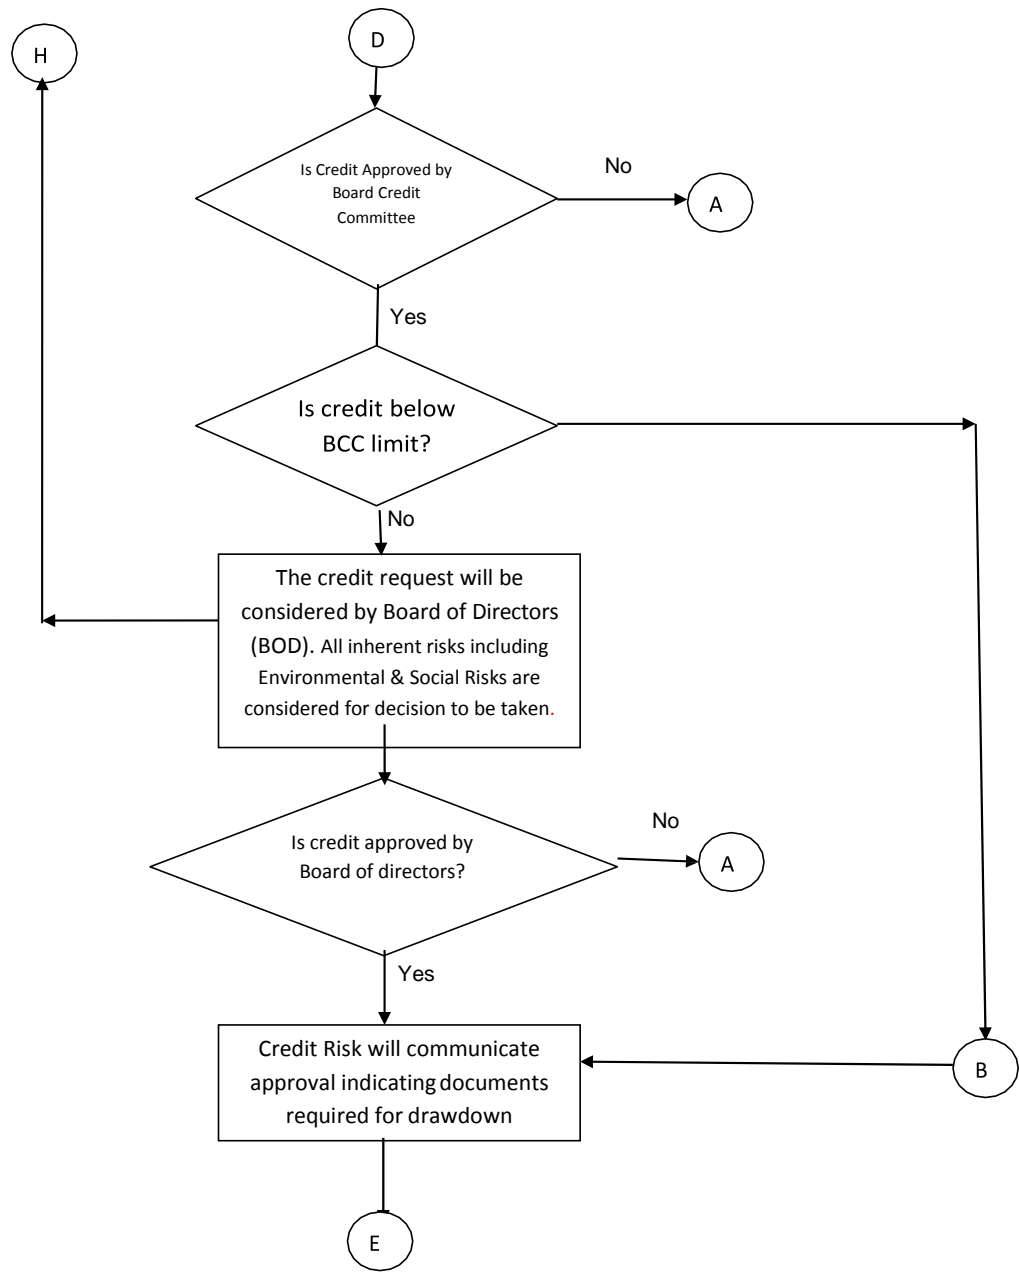 H
D
Is Credit Approved by
Board Credit
Committee
No
A
Yes
Is credit below
BCC limit?
No
The credit request will be
considered by Board of Directors
(BOD). All inherent risks including
Environmental & Social Risks are
considered for decision to be taken.
Is credit approved by
Board of directors?
No
A
Yes
Credit Risk will communicate
approval indicating documents
required for drawdown
B
E